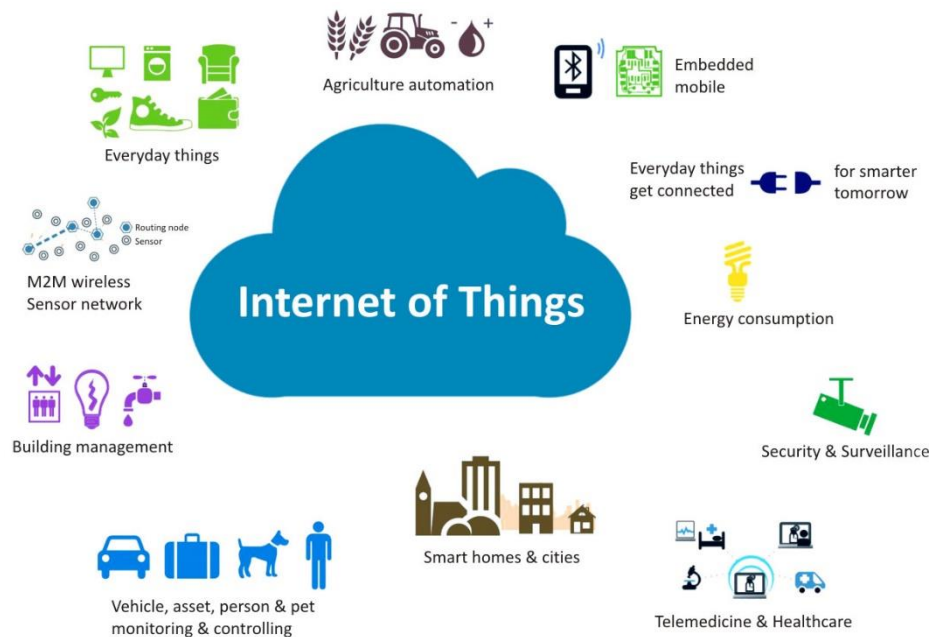 Agriculture automation
Embedded
mobile
Everyday things
Everyday things
get connected
for smarter
tomorrow
Routing node
Sensor
M2M wireless
Sensor network
Internet of Things
Energy consumption
Building management
Security & Surveillance
Smart homes & cities
Vehicle, asset, person & pet
monitoring & controlling
Telemedicine & Healthcare